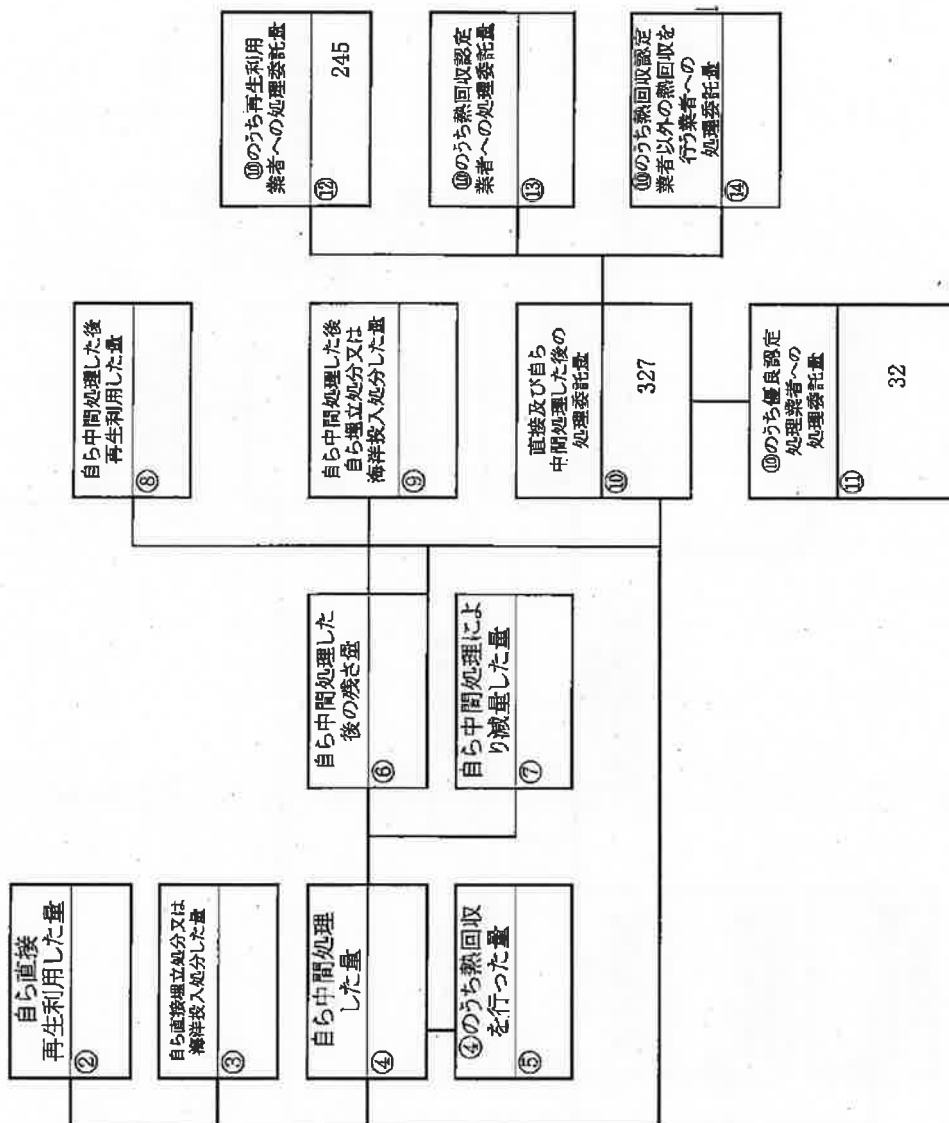 自ら直接
再生利用した量
②
自ら直接埋立処分又は
海洋投入処分した量
③
自ら中間処理
した量
④
④のうち熱回収
を行った量
⑤
自ら中間処理した
後の残さ量
⑥
自ら中間処理によ
り減量した量
⑦
自ら中間処理した後
再生利用した量
⑧
自ら中間処理した後
自ら埋立処分又は
海洋投入処分した量
⑨
直接及び自ら
中間処理した後の
処理委託量
⑩
327
⑩のうち優良認定
処理業者への
処理委託量
⑪
32
⑩のうち再生利用
業者への処理委託量
⑫
245
⑩のうち熱回収認定
業者への処理委託量
⑬
⑩のうち熱回収認定
業者以外の熱回収を
行う業者への
処理委託量
⑭